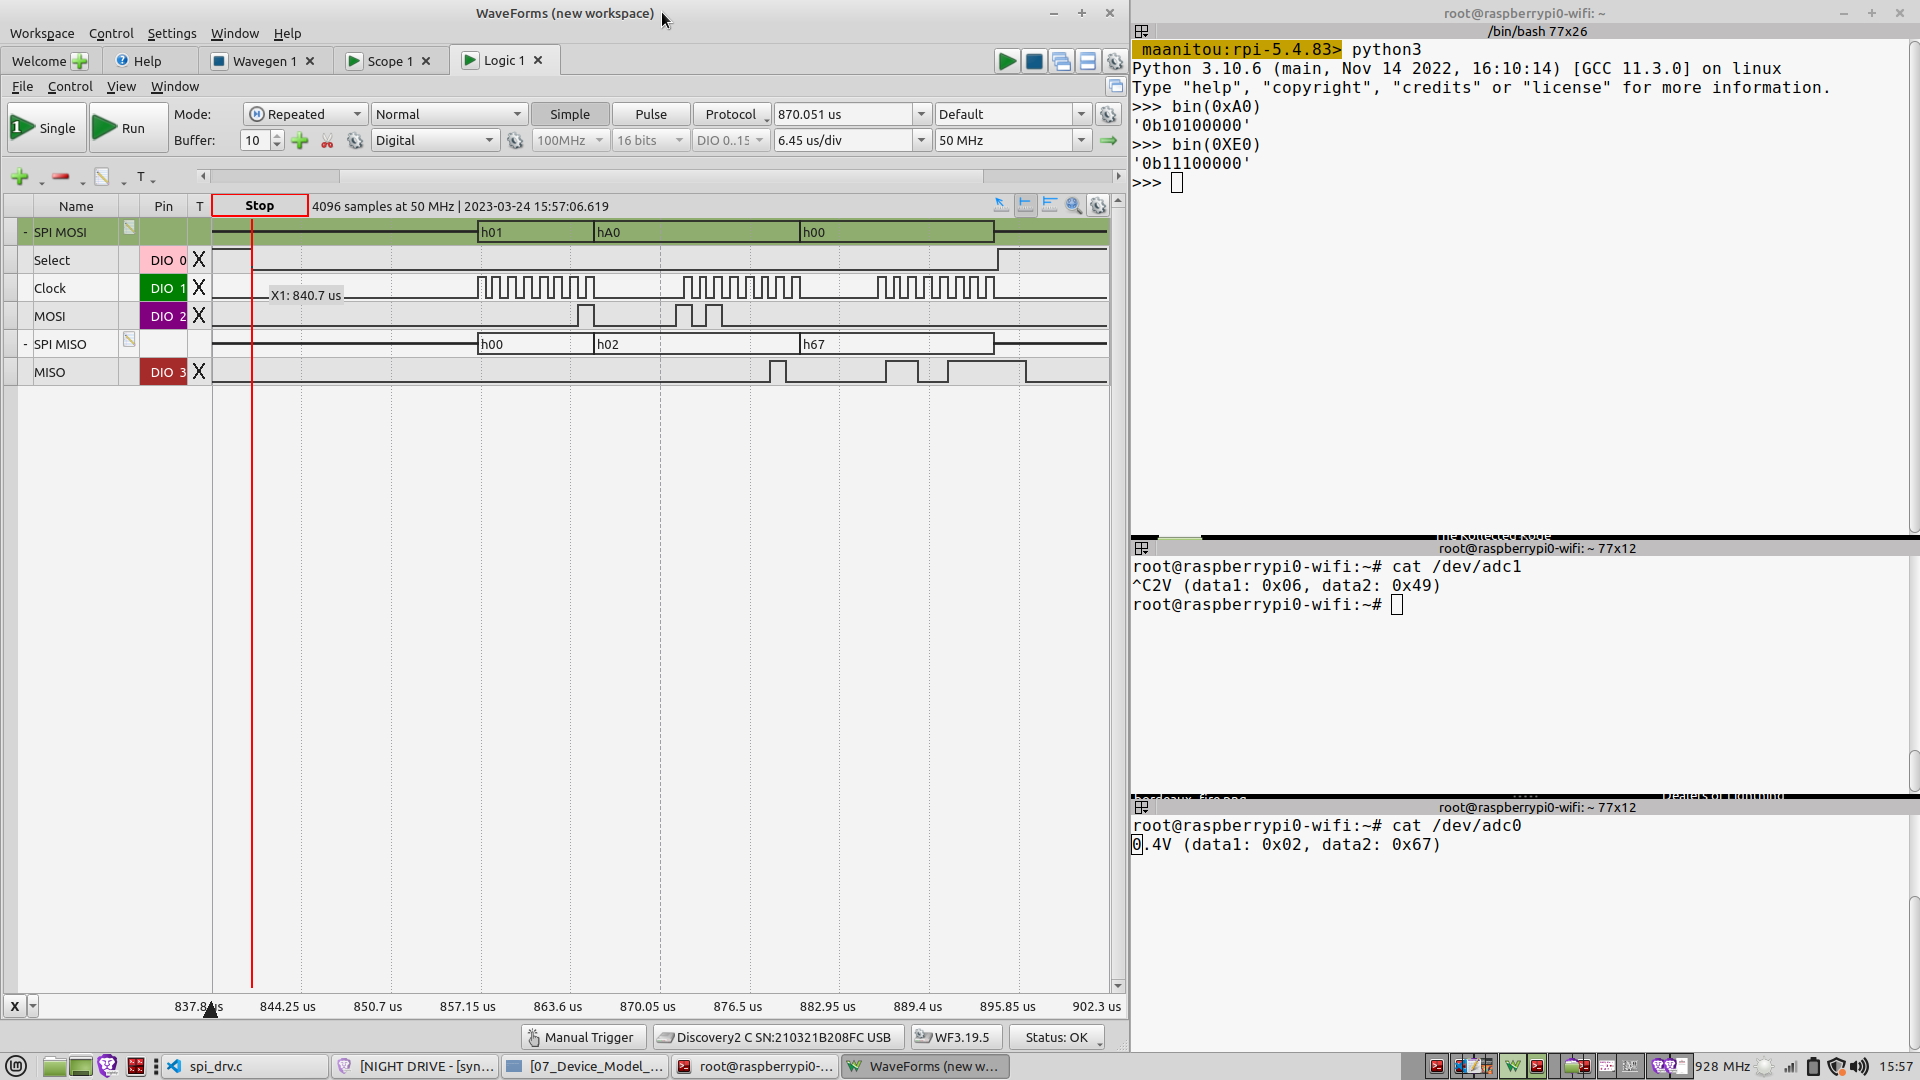 WaveForms (new workspace)
Workspace Control Settings Window Help
Welcome Help Wavegen 1 Scope 1 Logic 1
File Control View Window
Single Run Mode: Repeated Normal Simple Pulse Protocol 870.051 us Default
Buffer: 10 Digital 100MHz 16 bits DIO 0..15 6.45 us/div 50 MHz
T
Name Pin T Stop 4096 samples at 50 MHz | 2023-03-24 15:57:06.619
- SPI MOSI h01 hA0 h00
Select DIO 0 X
Clock DIO 1 X
X1: 840.7 us
MOSI DIO 2 X
- SPI MISO h00 h02 h67
MISO DIO 3 X
X 837.8 us 844.25 us 850.7 us 857.15 us 863.6 us 870.05 us 876.5 us 882.95 us 889.4 us 895.85 us 902.3 us
Manual Trigger Discovery2 C SN:210321B208FC USB WF3.19.5 Status: OK
root@raspberrypi0-wifi: ~
/bin/bash 77x26
maanitou:rpi-5.4.83> python3
Python 3.10.6 (main, Nov 14 2022, 16:10:14) [GCC 11.3.0] on linux
Type "help", "copyright", "credits" or "license" for more information.
>>> bin(0xA0)
'0b10100000'
>>> bin(0XE0)
'0b11100000'
>>>
root@raspberrypi0-wifi: ~ 77x12
root@raspberrypi0-wifi:~# cat /dev/adc1
^C2V (data1: 0x06, data2: 0x49)
root@raspberrypi0-wifi:~#
root@raspberrypi0-wifi: ~ 77x12
root@raspberrypi0-wifi:~# cat /dev/adc0
0.4V (data1: 0x02, data2: 0x67)
spi_drv.c [NIGHT DRIVE - [syn... [07_Device_Model_... root@raspberrypi0-... WaveForms (new w... 928 MHz 15:57